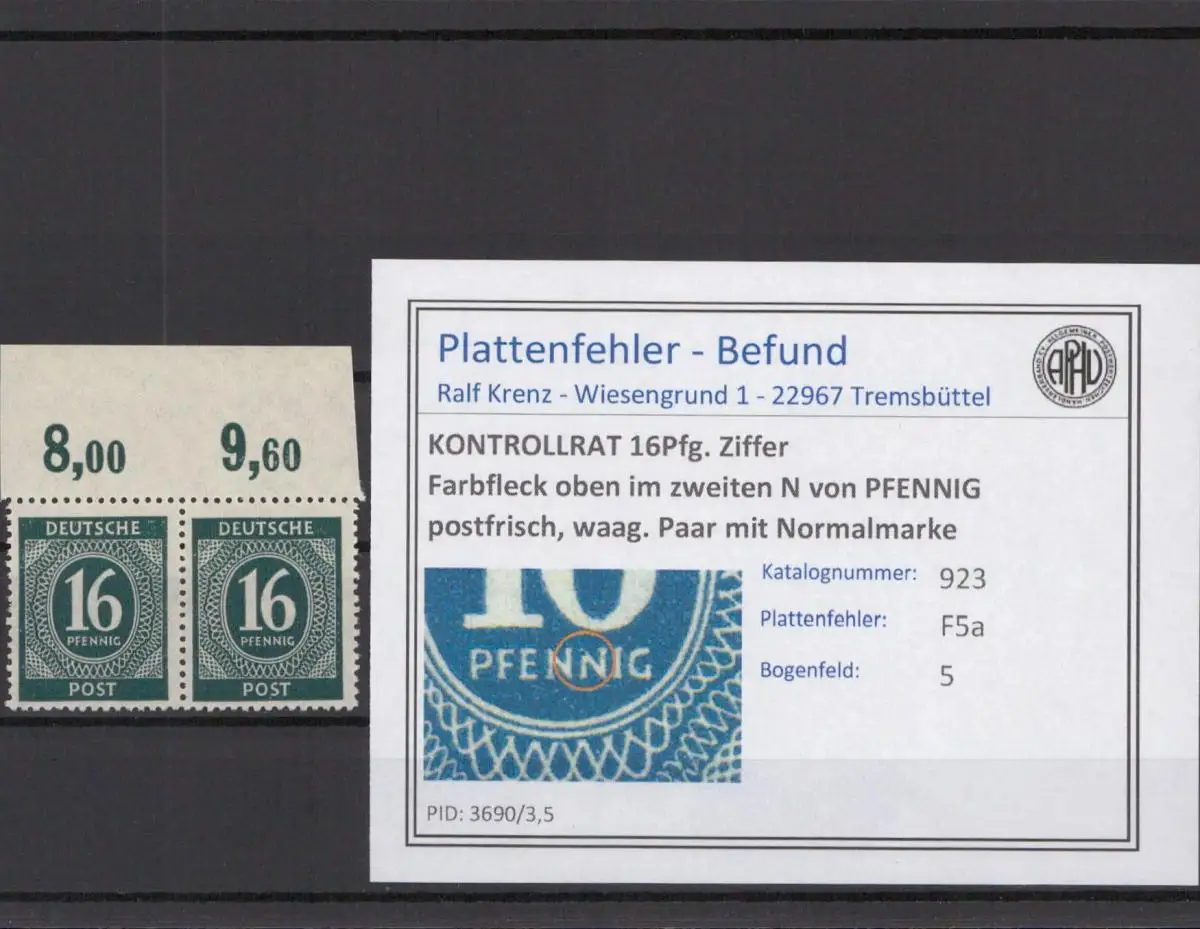 8,00 9,60
DEUTSCHE DEUTSCHE
16 16
PFENNIG PFENNIG
POST POST
Plattenfehler - Befund
Ralf Krenz - Wiesengrund 1 - 22967 Tremsbüttel
APHV
KONTROLLRAT 16Pfg. Ziffer
Farbfleck oben im zweiten N von PFENNIG
postfrisch, waag. Paar mit Normalmarke
PFENNIG
Katalognummer: 923
Plattenfehler: F5a
Bogenfeld: 5
PID: 3690/3,5